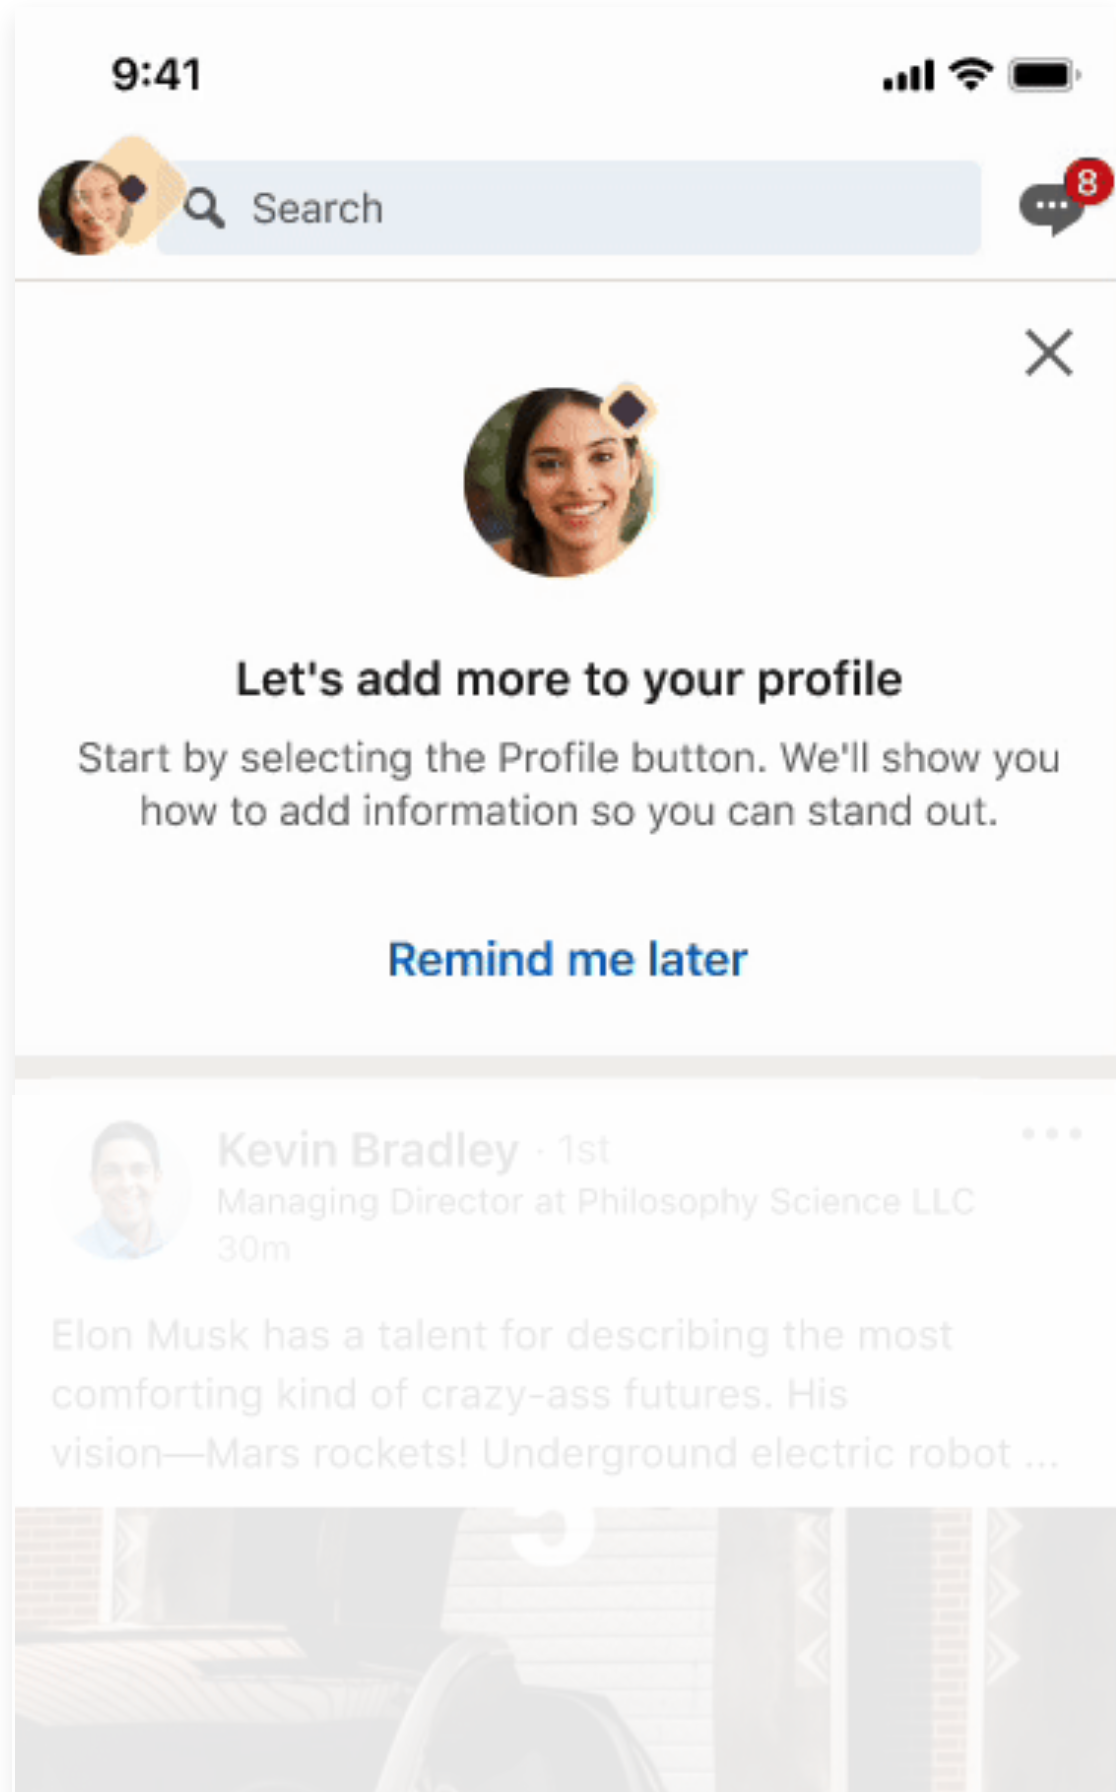 9:41
Search
8
Let's add more to your profile
Start by selecting the Profile button. We'll show you
how to add information so you can stand out.
Remind me later
Kevin Bradley · 1st
Managing Director at Philosophy Science LLC
30m
Elon Musk has a talent for describing the most
comforting kind of crazy-ass futures. His
vision—Mars rockets! Underground electric robot ...